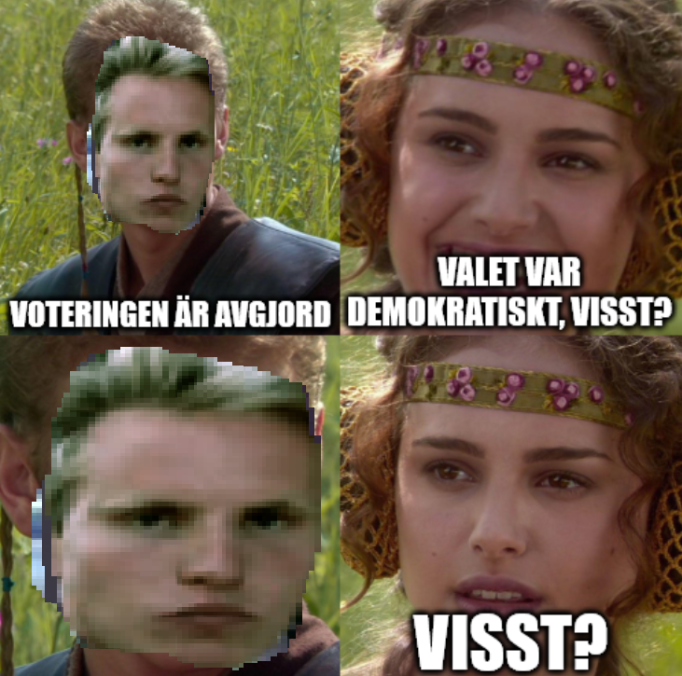 VOTERINGEN ÄR AVGJORD
VALET VAR
DEMOKRATISKT, VISST?
VISST?